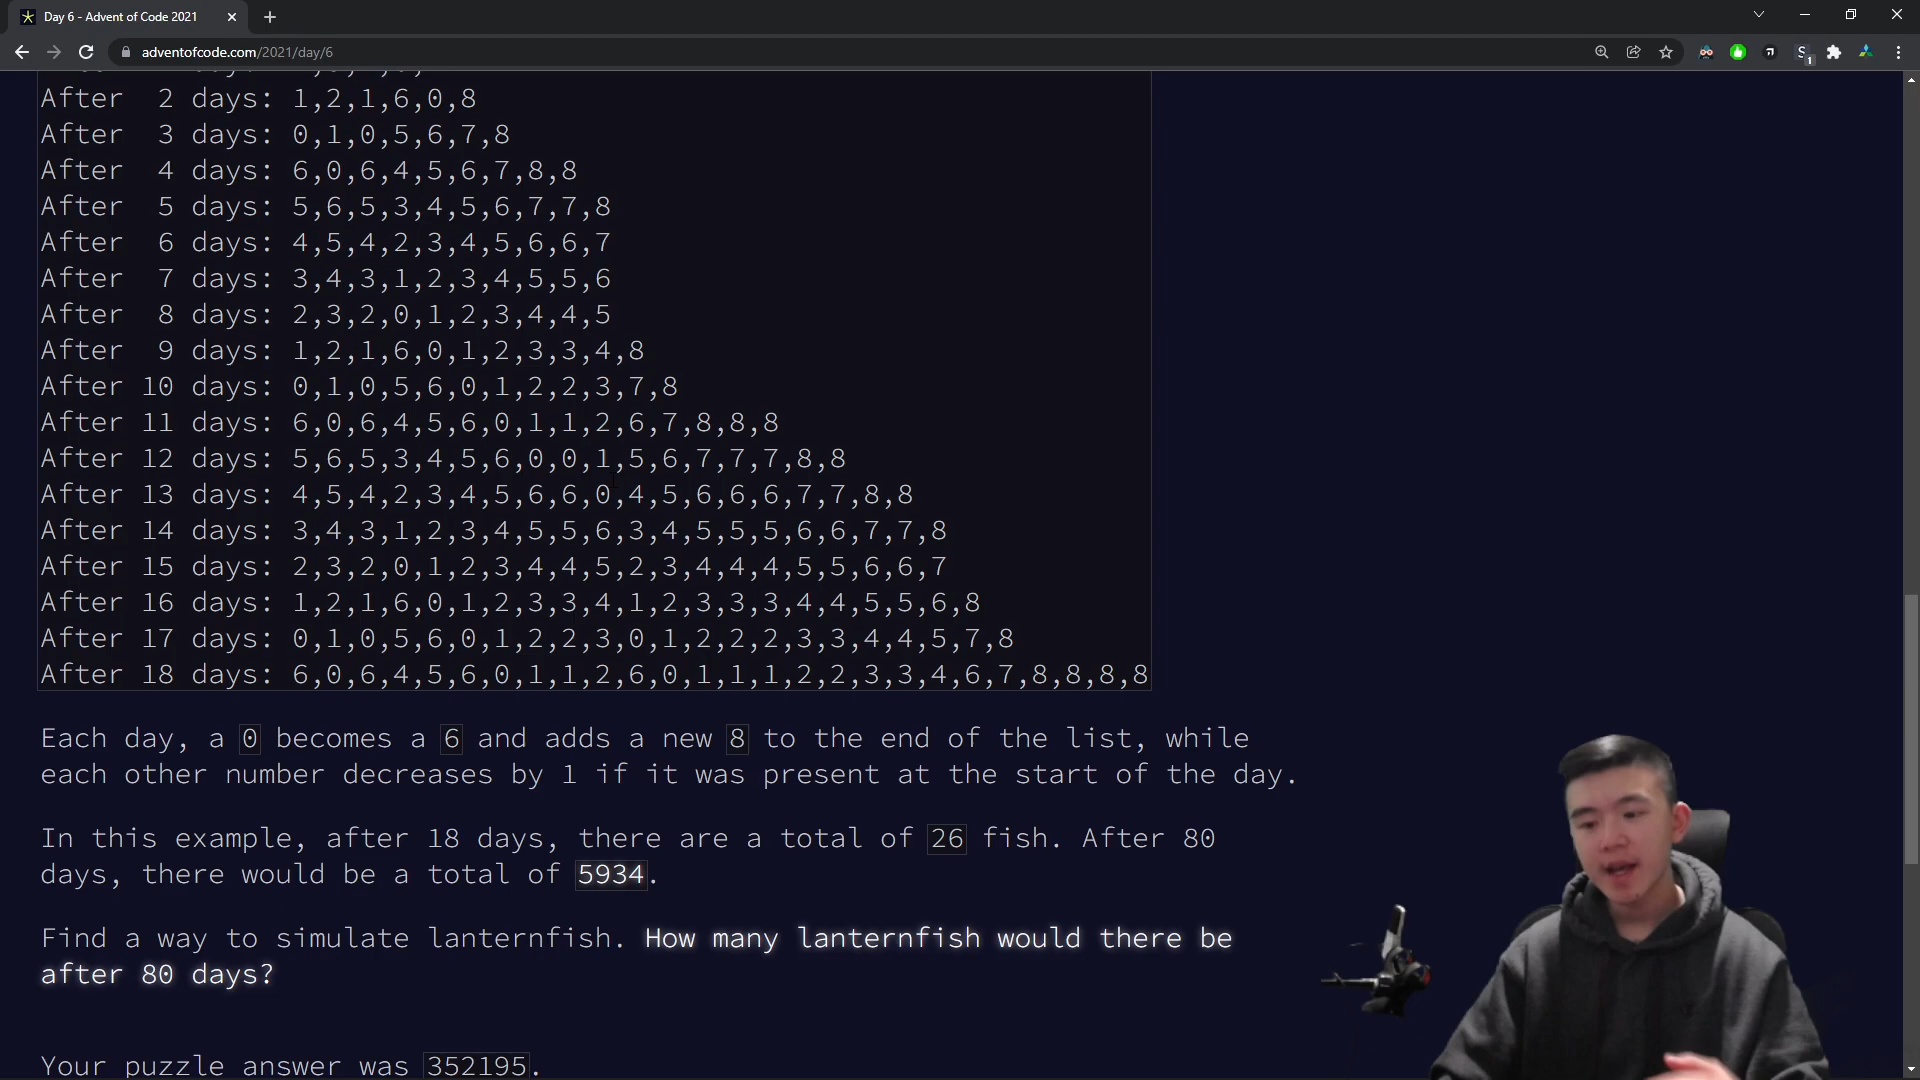 Day 6 - Advent of Code 2021
adventofcode.com/2021/day/6
After  2 days: 1,2,1,6,0,8
After  3 days: 0,1,0,5,6,7,8
After  4 days: 6,0,6,4,5,6,7,8,8
After  5 days: 5,6,5,3,4,5,6,7,7,8
After  6 days: 4,5,4,2,3,4,5,6,6,7
After  7 days: 3,4,3,1,2,3,4,5,5,6
After  8 days: 2,3,2,0,1,2,3,4,4,5
After  9 days: 1,2,1,6,0,1,2,3,3,4,8
After 10 days: 0,1,0,5,6,0,1,2,2,3,7,8
After 11 days: 6,0,6,4,5,6,0,1,1,2,6,7,8,8,8
After 12 days: 5,6,5,3,4,5,6,0,0,1,5,6,7,7,7,8,8
After 13 days: 4,5,4,2,3,4,5,6,6,0,4,5,6,6,6,7,7,8,8
After 14 days: 3,4,3,1,2,3,4,5,5,6,3,4,5,5,5,6,6,7,7,8
After 15 days: 2,3,2,0,1,2,3,4,4,5,2,3,4,4,4,5,5,6,6,7
After 16 days: 1,2,1,6,0,1,2,3,3,4,1,2,3,3,3,4,4,5,5,6,8
After 17 days: 0,1,0,5,6,0,1,2,2,3,0,1,2,2,2,3,3,4,4,5,7,8
After 18 days: 6,0,6,4,5,6,0,1,1,2,6,0,1,1,1,2,2,3,3,4,6,7,8,8,8,8
Each day, a 0 becomes a 6 and adds a new 8 to the end of the list, while
each other number decreases by 1 if it was present at the start of the day.
In this example, after 18 days, there are a total of 26 fish. After 80
days, there would be a total of 5934.
Find a way to simulate lanternfish. How many lanternfish would there be
after 80 days?
Your puzzle answer was 352195.